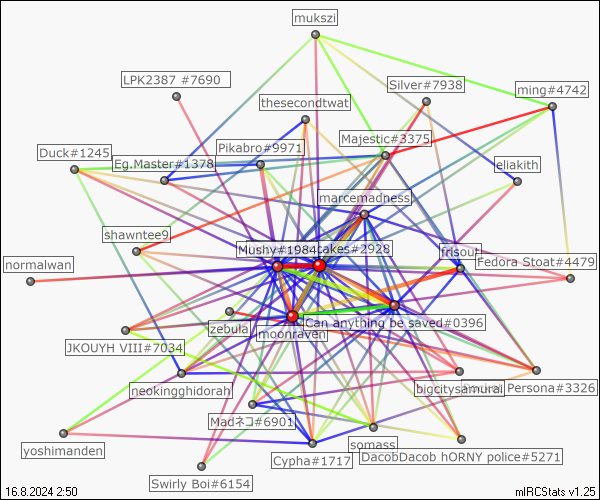 mukszi
LPK2387 #7690
Silver#7938
ming#4742
thesecondtwat
Majestic#3375
Duck#1245
Eg.Master#1378
Pikabro#9971
eliakith
marcemadness
shawntee9
Mushy#1984takes#2928
frisouz
Fedora Stoat#4479
normalwan
zebula
moonraven
Can anything be saved#0396
JKOUYH VIII#7034
neokingghidorah
bigcitysamurai
Persona#3326
Madネコ#6901
somass
yoshimanden
Cypha#1717
DacobDacob hORNY police#5271
Swirly Boi#6154
16.8.2024 2:50
mIRCStats v1.25